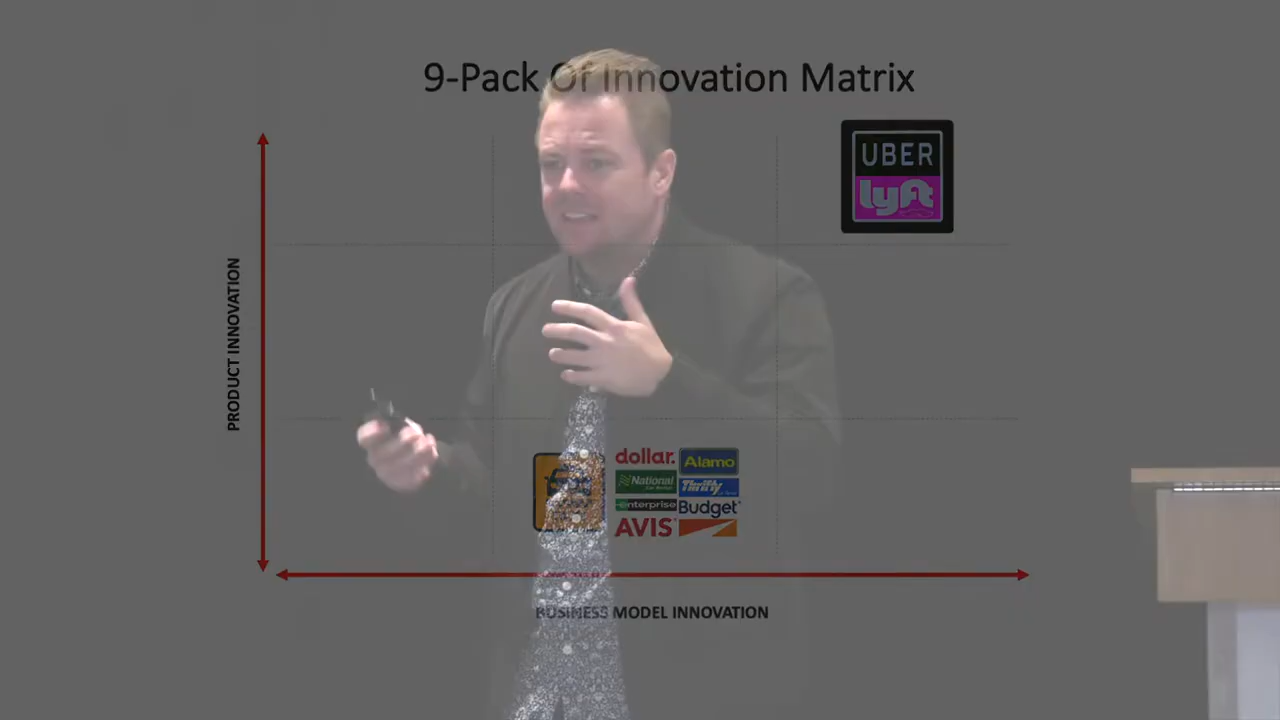 9-Pack Of Innovation Matrix
UBER
lyft
PRODUCT INNOVATION
dollar.
Alamo
National
Thrifty
enterprise
Budget
AVIS
BUSINESS MODEL INNOVATION